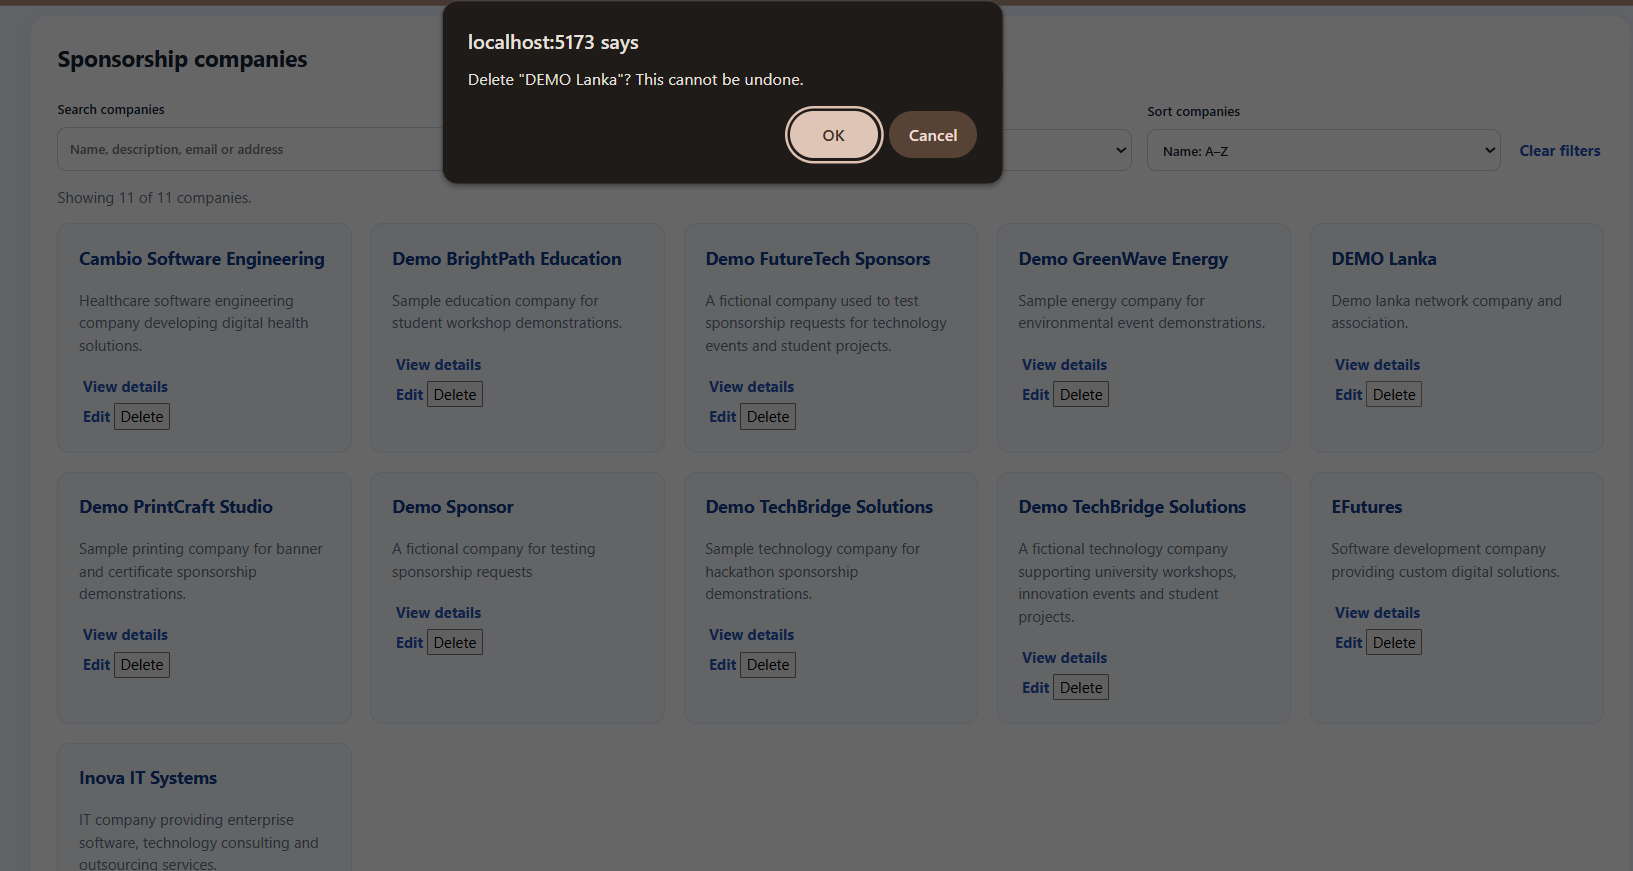 localhost:5173 says
Delete "DEMO Lanka"? This cannot be undone.
OK
Cancel
Sponsorship companies
Search companies
Name, description, email or address
Sort companies
Name: A–Z
Clear filters
Showing 11 of 11 companies.
Cambio Software Engineering
Healthcare software engineering
company developing digital health
solutions.
View details
Edit Delete
Demo BrightPath Education
Sample education company for
student workshop demonstrations.
View details
Edit Delete
Demo FutureTech Sponsors
A fictional company used to test
sponsorship requests for technology
events and student projects.
View details
Edit Delete
Demo GreenWave Energy
Sample energy company for
environmental event demonstrations.
View details
Edit Delete
DEMO Lanka
Demo lanka network company and
association.
View details
Edit Delete
Demo PrintCraft Studio
Sample printing company for banner
and certificate sponsorship
demonstrations.
View details
Edit Delete
Demo Sponsor
A fictional company for testing
sponsorship requests
View details
Edit Delete
Demo TechBridge Solutions
Sample technology company for
hackathon sponsorship
demonstrations.
View details
Edit Delete
Demo TechBridge Solutions
A fictional technology company
supporting university workshops,
innovation events and student
projects.
View details
Edit Delete
EFutures
Software development company
providing custom digital solutions.
View details
Edit Delete
Inova IT Systems
IT company providing enterprise
software, technology consulting and
outsourcing services.